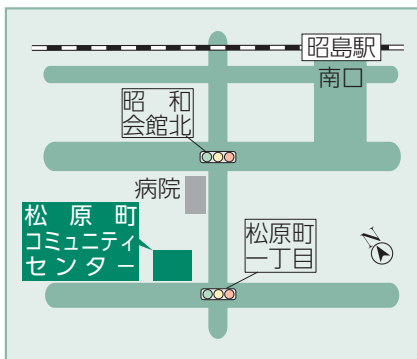 昭島駅
南口
昭和
会館北
病院
松原町
コミュニティ
センター
松原町
一丁目
N